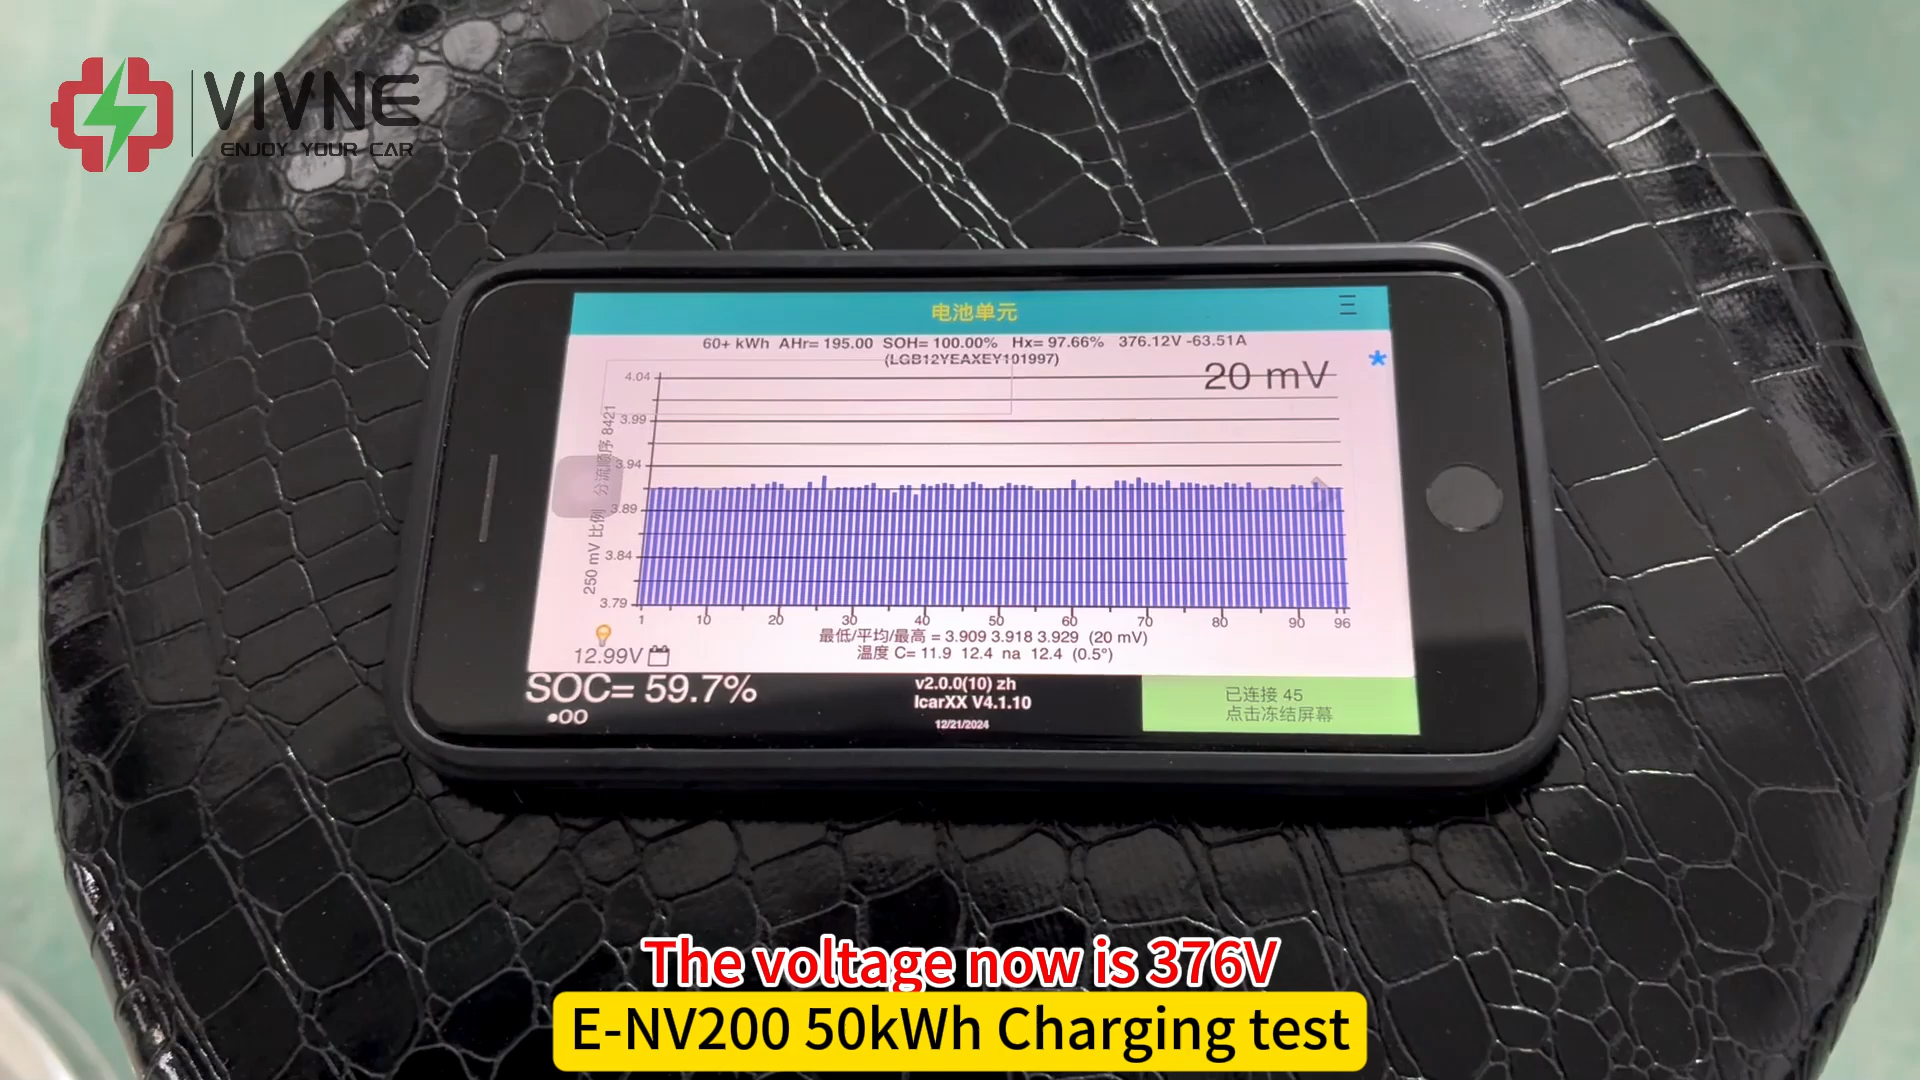 VIVNE
ENJOY YOUR CAR
电池单元
60+ kWh AHr= 195.00 SOH= 100.00% Hx= 97.66% 376.12V -63.51A
(LGB12YEAXEY101997)
20 mV
250 mV 比例 分流顺序 8421
4.04
3.99
3.94
3.89
3.84
3.79
1 10 20 30 40 50 60 70 80 90 96
最低/平均/最高 = 3.909 3.918 3.929 (20 mV)
温度 C= 11.9 12.4 na 12.4 (0.5°)
12.99V
SOC= 59.7%
v2.0.0(10) zh
IcarXX V4.1.10
12/21/2024
已连接 45
点击冻结屏幕
The voltage now is 376V
E-NV200 50kWh Charging test